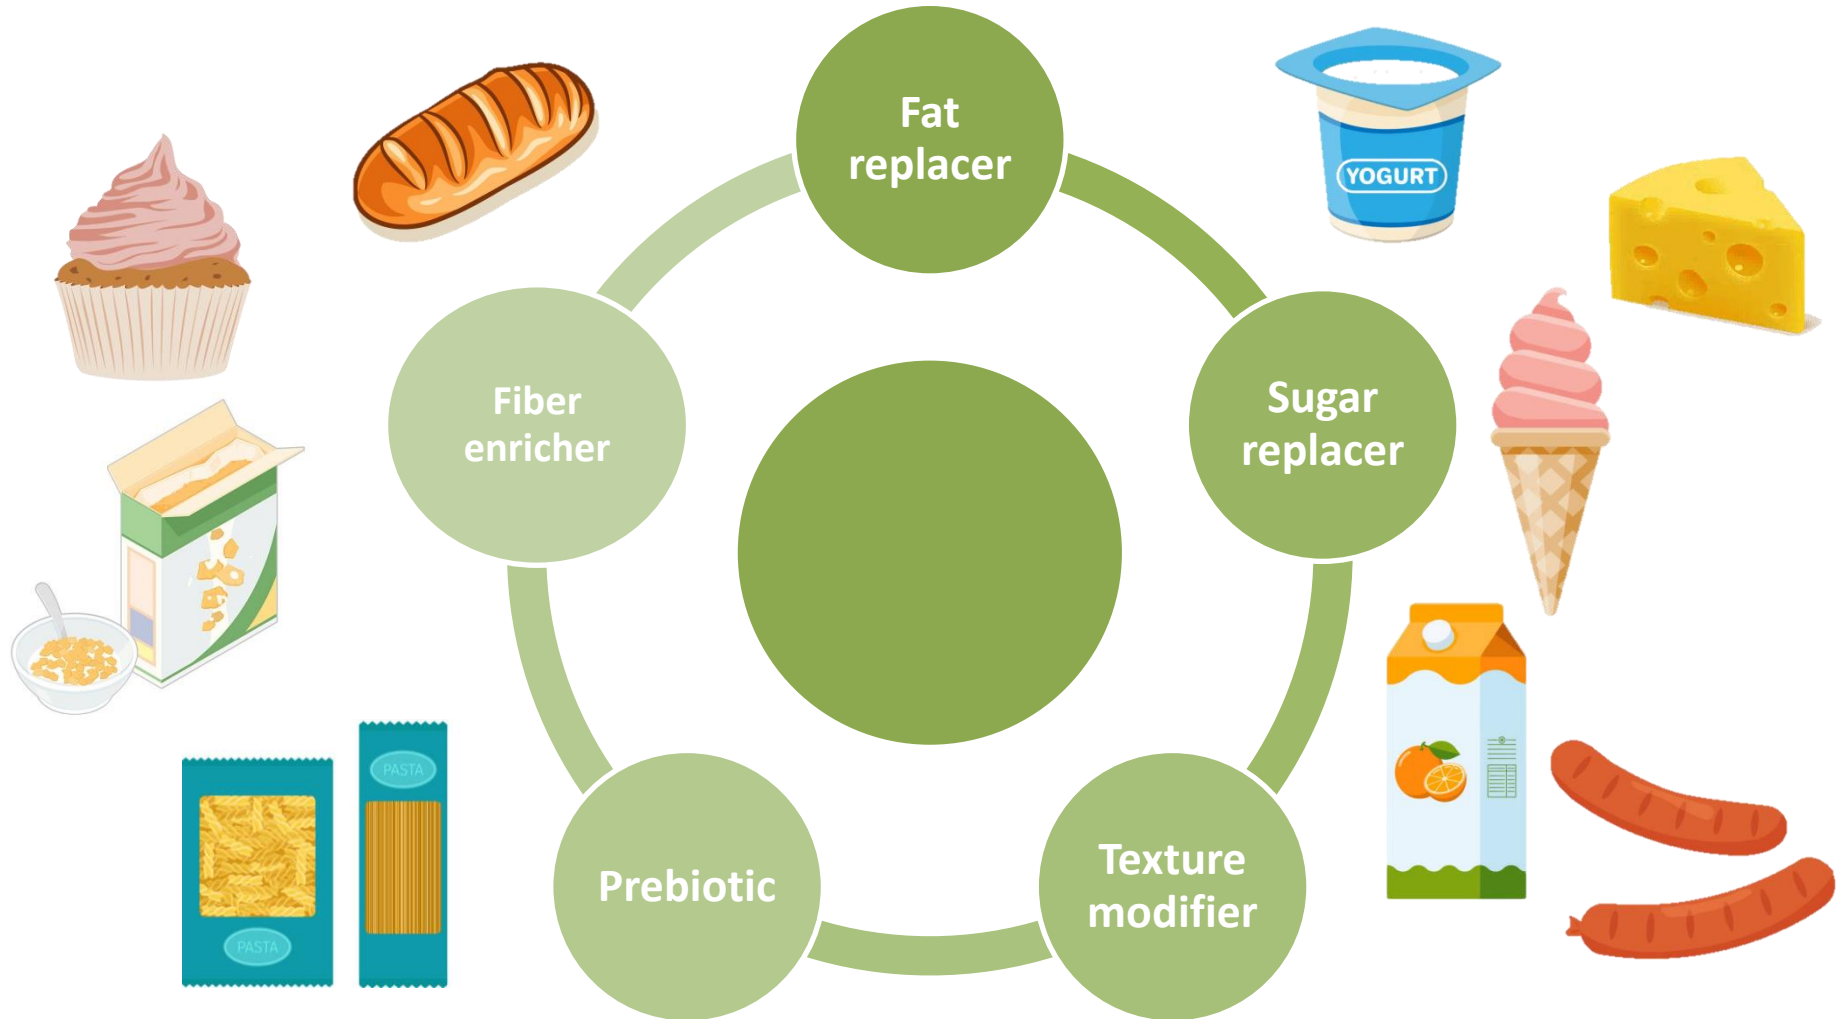 Fat
replacer
YOGURT
Sugar
replacer
Fiber
enricher
Texture
modifier
Prebiotic
PASTA
PASTA